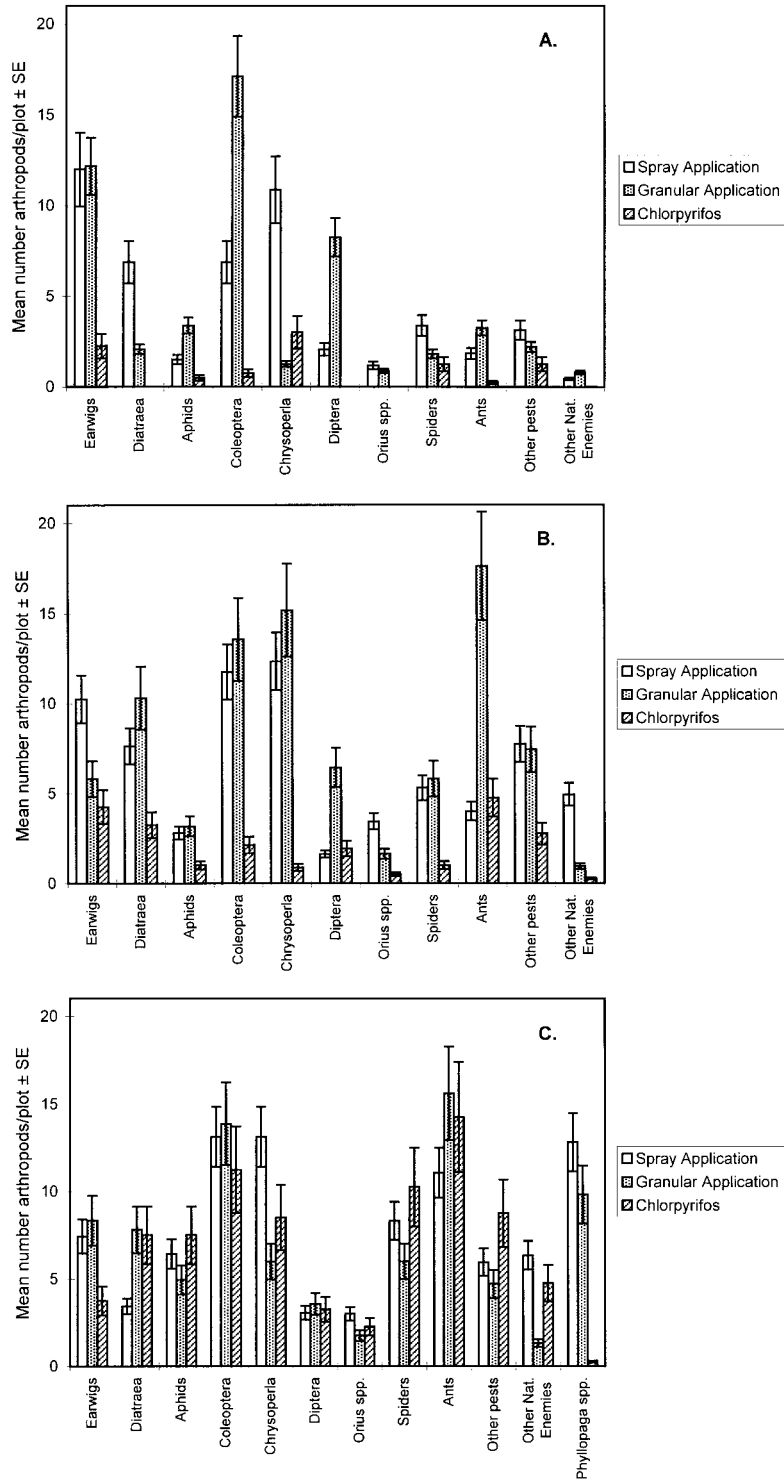 A.
Mean number arthropods/plot ± SE
20
15
10
5
0
Earwigs
Diatraea
Aphids
Coleoptera
Chrysoperla
Diptera
Orius spp.
Spiders
Ants
Other pests
Other Nat.
Enemies
Spray Application
Granular Application
Chlorpyrifos
B.
Mean number arthropods/plot ± SE
20
15
10
5
0
Earwigs
Diatraea
Aphids
Coleoptera
Chrysoperla
Diptera
Orius spp.
Spiders
Ants
Other pests
Other Nat.
Enemies
Spray Application
Granular Application
Chlorpyrifos
C.
Mean number arthropods/plot ± SE
20
15
10
5
0
Earwigs
Diatraea
Aphids
Coleoptera
Chrysoperla
Diptera
Orius spp.
Spiders
Ants
Other pests
Other Nat.
Enemies
Phyllopaga spp.
Spray Application
Granular Application
Chlorpyrifos